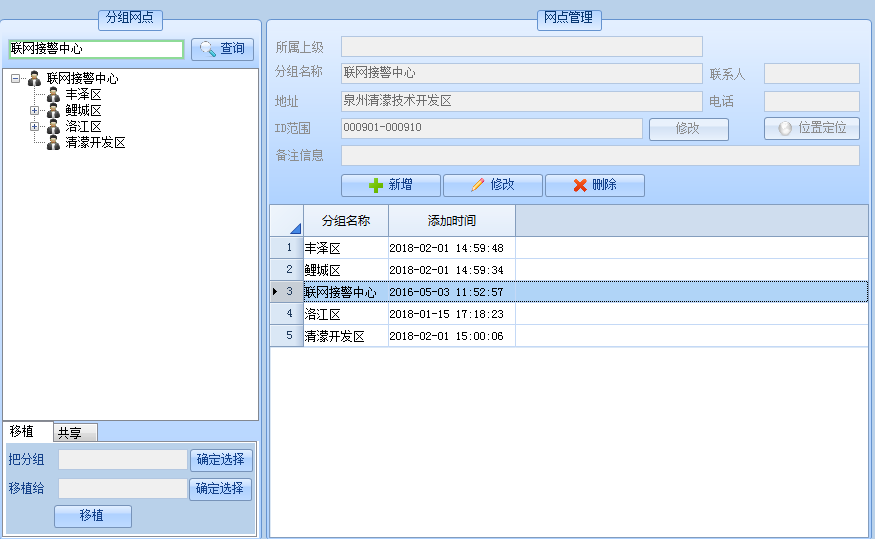 分组网点
联网接警中心 查询
联网接警中心
丰泽区
鲤城区
洛江区
清濛开发区
移植 共享
把分组 确定选择
移植给 确定选择
移植
网点管理
所属上级
分组名称 联网接警中心 联系人
地址 泉州清濛技术开发区 电话
ID范围 000901-000910 修改 位置定位
备注信息
新增 修改 删除
分组名称 添加时间
1 丰泽区 2018-02-01 14:59:48
2 鲤城区 2018-02-01 14:59:34
3 联网接警中心 2016-05-03 11:52:57
4 洛江区 2018-01-15 17:18:23
5 清濛开发区 2018-02-01 15:00:06